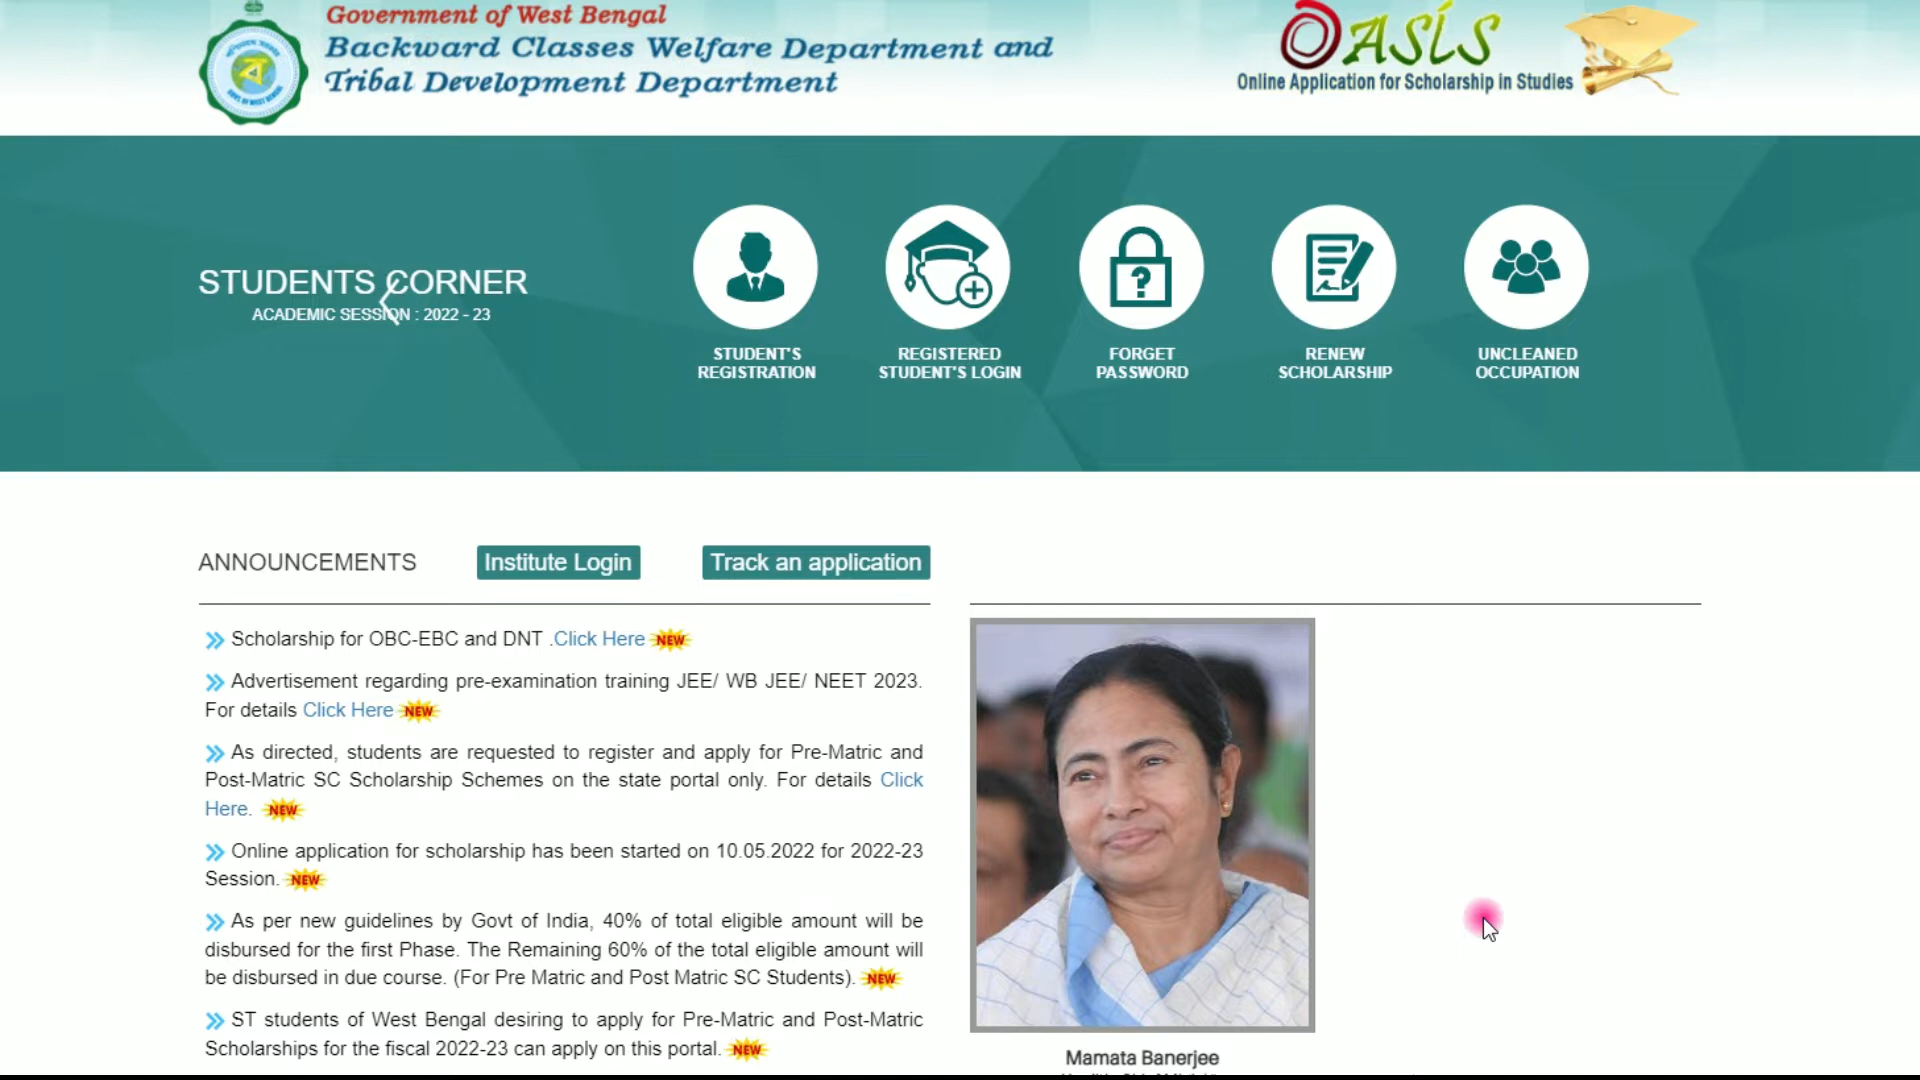 Government of West Bengal
Backward Classes Welfare Department and
Tribal Development Department
OASIS
Online Application for Scholarship in Studies
STUDENTS CORNER
ACADEMIC SESSION : 2022 - 23
STUDENT'S
REGISTRATION
REGISTERED
STUDENT'S LOGIN
FORGET
PASSWORD
RENEW
SCHOLARSHIP
UNCLEANED
OCCUPATION
ANNOUNCEMENTS
Institute Login
Track an application
Scholarship for OBC-EBC and DNT .Click Here NEW
Advertisement regarding pre-examination training JEE/ WB JEE/ NEET 2023.
For details Click Here NEW
As directed, students are requested to register and apply for Pre-Matric and
Post-Matric SC Scholarship Schemes on the state portal only. For details Click
Here. NEW
Online application for scholarship has been started on 10.05.2022 for 2022-23
Session. NEW
As per new guidelines by Govt of India, 40% of total eligible amount will be
disbursed for the first Phase. The Remaining 60% of the total eligible amount will
be disbursed in due course. (For Pre Matric and Post Matric SC Students). NEW
ST students of West Bengal desiring to apply for Pre-Matric and Post-Matric
Scholarships for the fiscal 2022-23 can apply on this portal. NEW
Mamata Banerjee